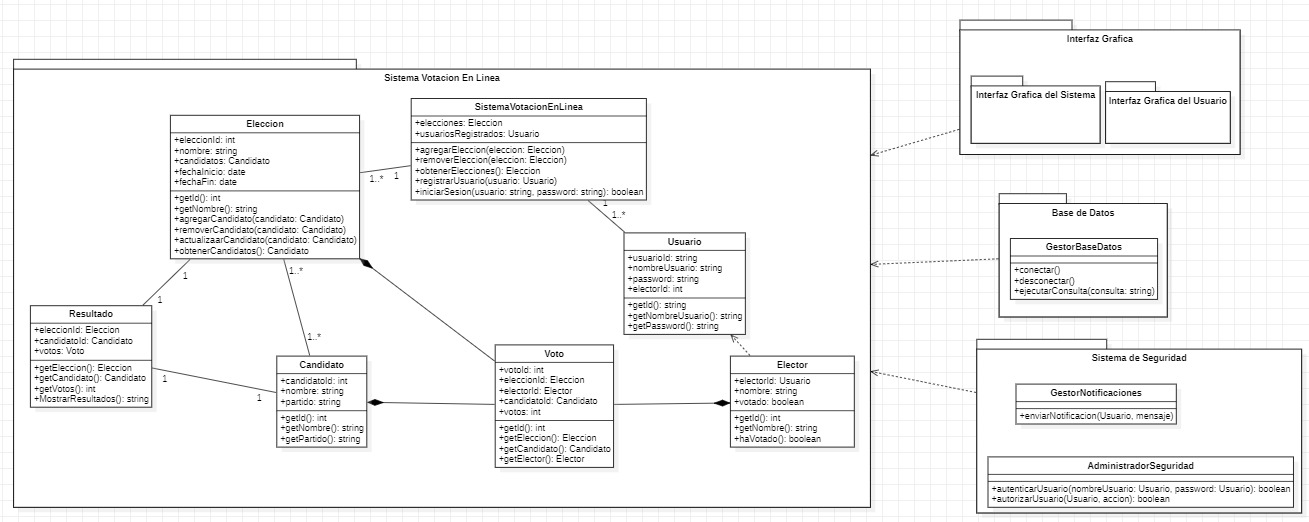 Sistema Votacion En Linea
SistemaVotacionEnLinea
+elecciones: Eleccion
+usuariosRegistrados: Usuario
+agregarEleccion(eleccion: Eleccion)
+removerEleccion(eleccion: Eleccion)
+obtenerElecciones(): Eleccion
+registrarUsuario(usuario: Usuario)
+iniciarSesion(usuario: string, password: string): boolean
Eleccion
+eleccionId: int
+nombre: string
+candidatos: Candidato
+fechaInicio: date
+fechaFin: date
+getId(): int
+getNombre(): string
+agregarCandidato(candidato: Candidato)
+removerCandidato(candidato: Candidato)
+actualizaarCandidato(candidato: Candidato)
+obtenerCandidatos(): Candidato
1..*
1
1
1..*
Usuario
+usuarioId: string
+nombreUsuario: string
+password: string
+electorId: int
+getId(): string
+getNombreUsuario(): string
+getPassword(): string
1
1
1..*
1..*
Resultado
+eleccionId: Eleccion
+candidatoId: Candidato
+votos: Voto
+getEleccion(): Eleccion
+getCandidato(): Candidato
+getVotos(): int
+MostrarResultados(): string
1
1
Candidato
+candidatoId: int
+nombre: string
+partido: string
+getId(): int
+getNombre(): string
+getPartido(): string
Voto
+votoId: int
+eleccionId: Eleccion
+electorId: Elector
+candidatoId: Candidato
+votos: int
+getId(): int
+getEleccion(): Eleccion
+getCandidato(): Candidato
+getElector(): Elector
Elector
+electorId: Usuario
+nombre: string
+votado: boolean
+getId(): int
+getNombre(): string
+haVotado(): boolean
Interfaz Grafica
Interfaz Grafica del Sistema
Interfaz Grafica del Usuario
Base de Datos
GestorBaseDatos
+conectar()
+desconectar()
+ejecutarConsulta(consulta: string)
Sistema de Seguridad
GestorNotificaciones
+enviarNotificacion(Usuario, mensaje)
AdministradorSeguridad
+autenticarUsuario(nombreUsuario: Usuario, password: Usuario): boolean
+autorizarUsuario(Usuario, accion): boolean